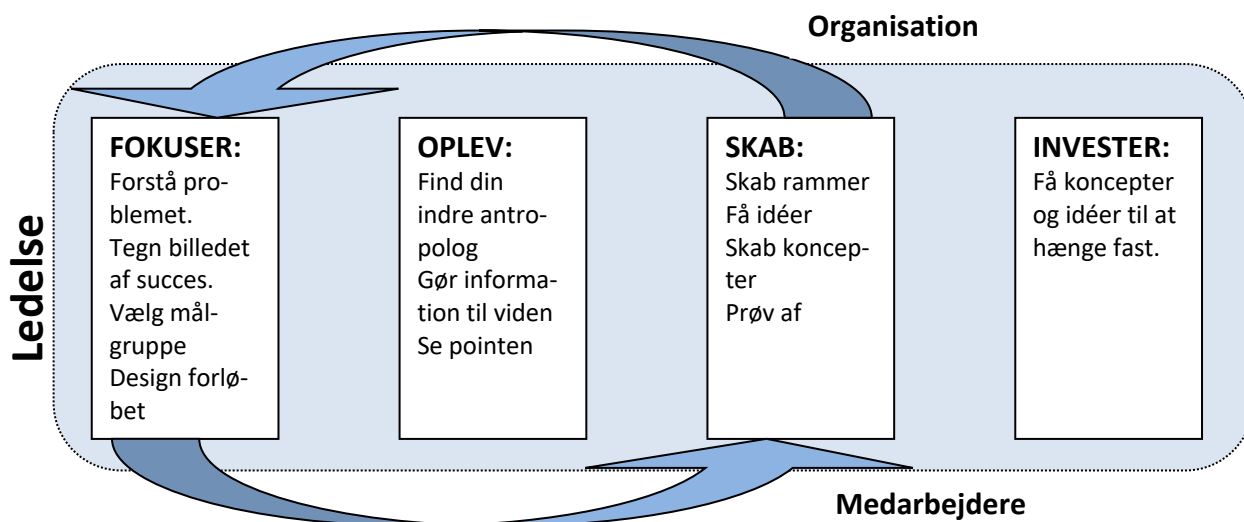 Organisation
Ledelse
FOKUSER:
Forstå pro-
blemet.
Tegn billedet
af succes.
Vælg mål-
gruppe
Design forlø-
bet
OPLEV:
Find din
indre antro-
polog
Gør informa-
tion til viden
Se pointen
SKAB:
Skab rammer
Få idéer
Skab koncep-
ter
Prøv af
INVESTER:
Få koncepter
og idéer til at
hænge fast.
Medarbejdere